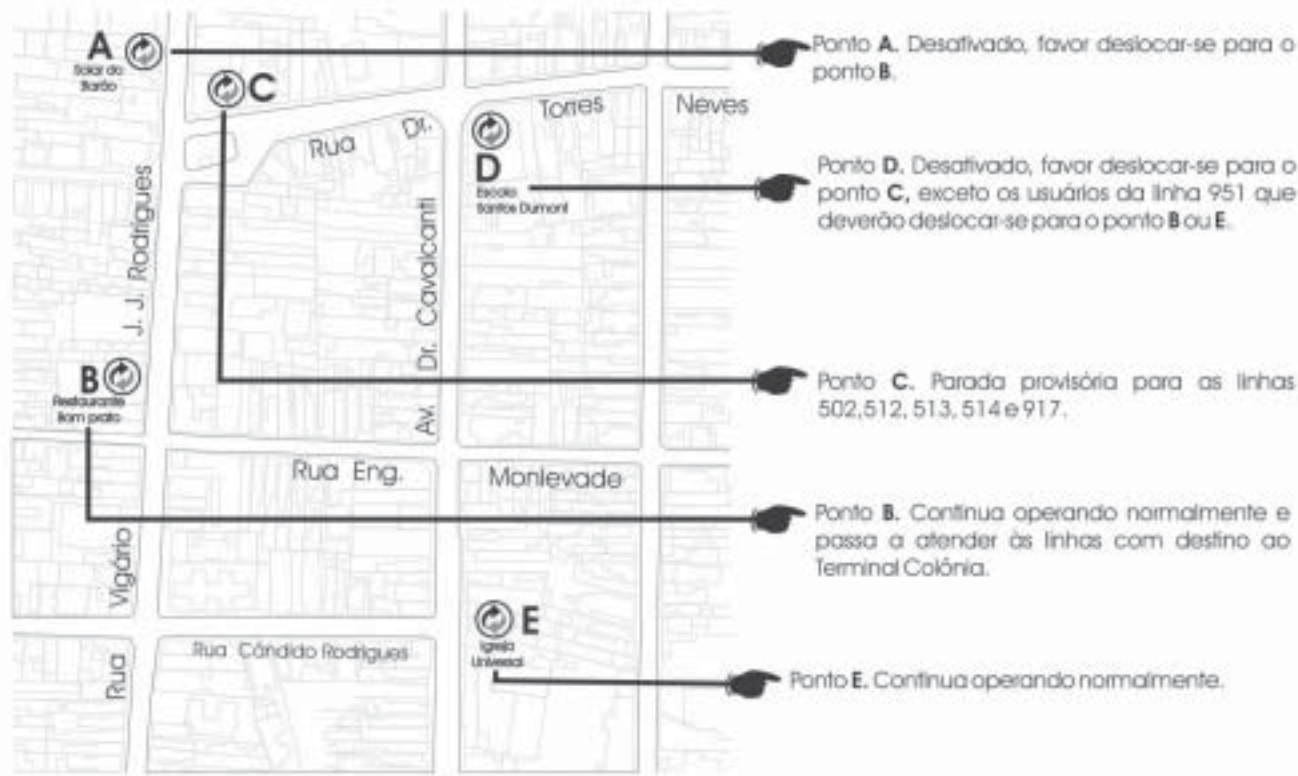 A
Solar do
Barão
C
Rua Dr. Torres Neves
D
Escola
Santos Dumont
Rua Vigário J. J. Rodrigues
Av. Dr. Cavalcanti
B
Restaurante
Bom prato
Rua Eng. Monlevade
E
Igreja
Universal
Rua Cândido Rodrigues
Ponto A. Desativado, favor deslocar-se para o
ponto B.
Ponto D. Desativado, favor deslocar-se para o
ponto C, exceto os usuários da linha 951 que
deverão deslocar-se para o ponto B ou E.
Ponto C. Parada provisória para as linhas
502,512, 513, 514 e 917.
Ponto B. Continua operando normalmente e
passa a atender às linhas com destino ao
Terminal Colônia.
Ponto E. Continua operando normalmente.